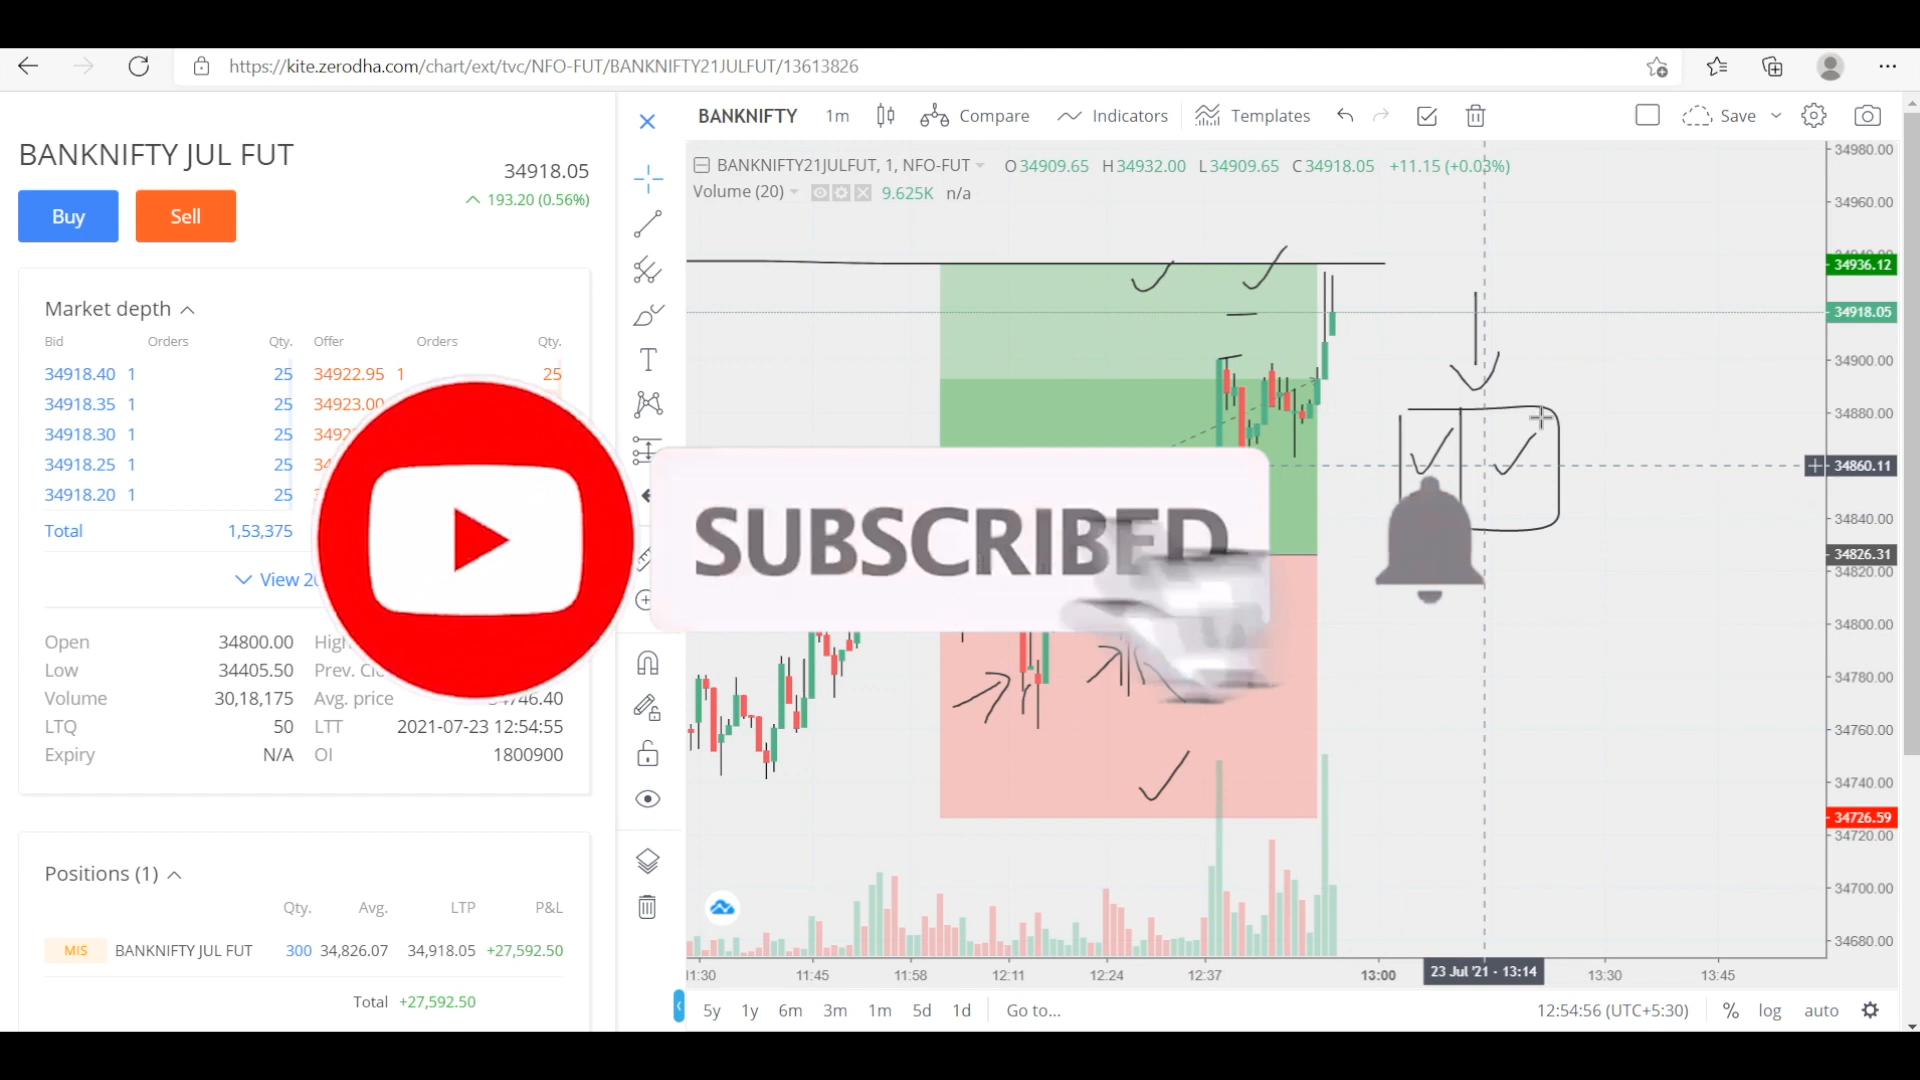 https://kite.zerodha.com/chart/ext/tvc/NFO-FUT/BANKNIFTY21JULFUT/13613826
BANKNIFTY JUL FUT
34918.05
193.20 (0.56%)
Buy Sell
Market depth
Bid Orders Qty. Offer Orders Qty.
34918.40 1 25 34922.95 1 25
34918.35 1 25 34923.00
34918.30 1 25
34918.25 1 25
34918.20 1 25
Total 1,53,375
View
Open 34800.00
Low 34405.50 Prev.
Volume 30,18,175 Avg. price
LTQ 50 LTT 2021-07-23 12:54:55
Expiry N/A OI 1800900
Positions (1)
Qty. Avg. LTP P&L
MIS BANKNIFTY JUL FUT 300 34,826.07 34,918.05 +27,592.50
Total +27,592.50
BANKNIFTY 1m Compare Indicators Templates Save
BANKNIFTY21JULFUT, 1, NFO-FUT O34909.65 H34932.00 L34909.65 C34918.05 +11.15 (+0.03%)
Volume (20) 9.625K n/a
SUBSCRIBED
34980.00
34960.00
34936.12
34918.05
34900.00
34880.00
34860.11
34840.00
34826.31
34820.00
34800.00
34780.00
34760.00
34740.00
34726.59
34720.00
34700.00
34680.00
11:30 11:45 11:58 12:11 12:24 12:37 13:00 23 Jul '21 - 13:14 13:30 13:45
5y 1y 6m 3m 1m 5d 1d Go to... 12:54:56 (UTC+5:30) % log auto